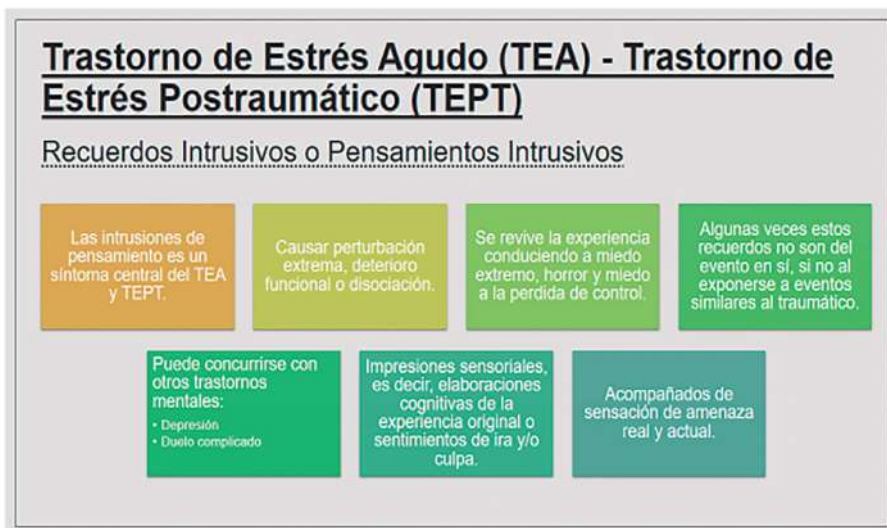 Trastorno de Estrés Agudo (TEA) - Trastorno de
Estrés Postraumático (TEPT)
Recuerdos Intrusivos o Pensamientos Intrusivos
Las intrusiones de
pensamiento es un
síntoma central del TEA
y TEPT.
Causar perturbación
extrema, deterioro
funcional o disociación.
Se revive la experiencia
conduciendo a miedo
extremo, horror y miedo
a la perdida de control.
Algunas veces estos
recuerdos no son del
evento en sí, si no al
exponerse a eventos
similares al traumático.
Puede concurrirse con
otros trastornos
mentales:
• Depresión
• Duelo complicado
Impresiones sensoriales,
es decir, elaboraciones
cognitivas de la
experiencia original o
sentimientos de ira y/o
culpa.
Acompañados de
sensación de amenaza
real y actual.